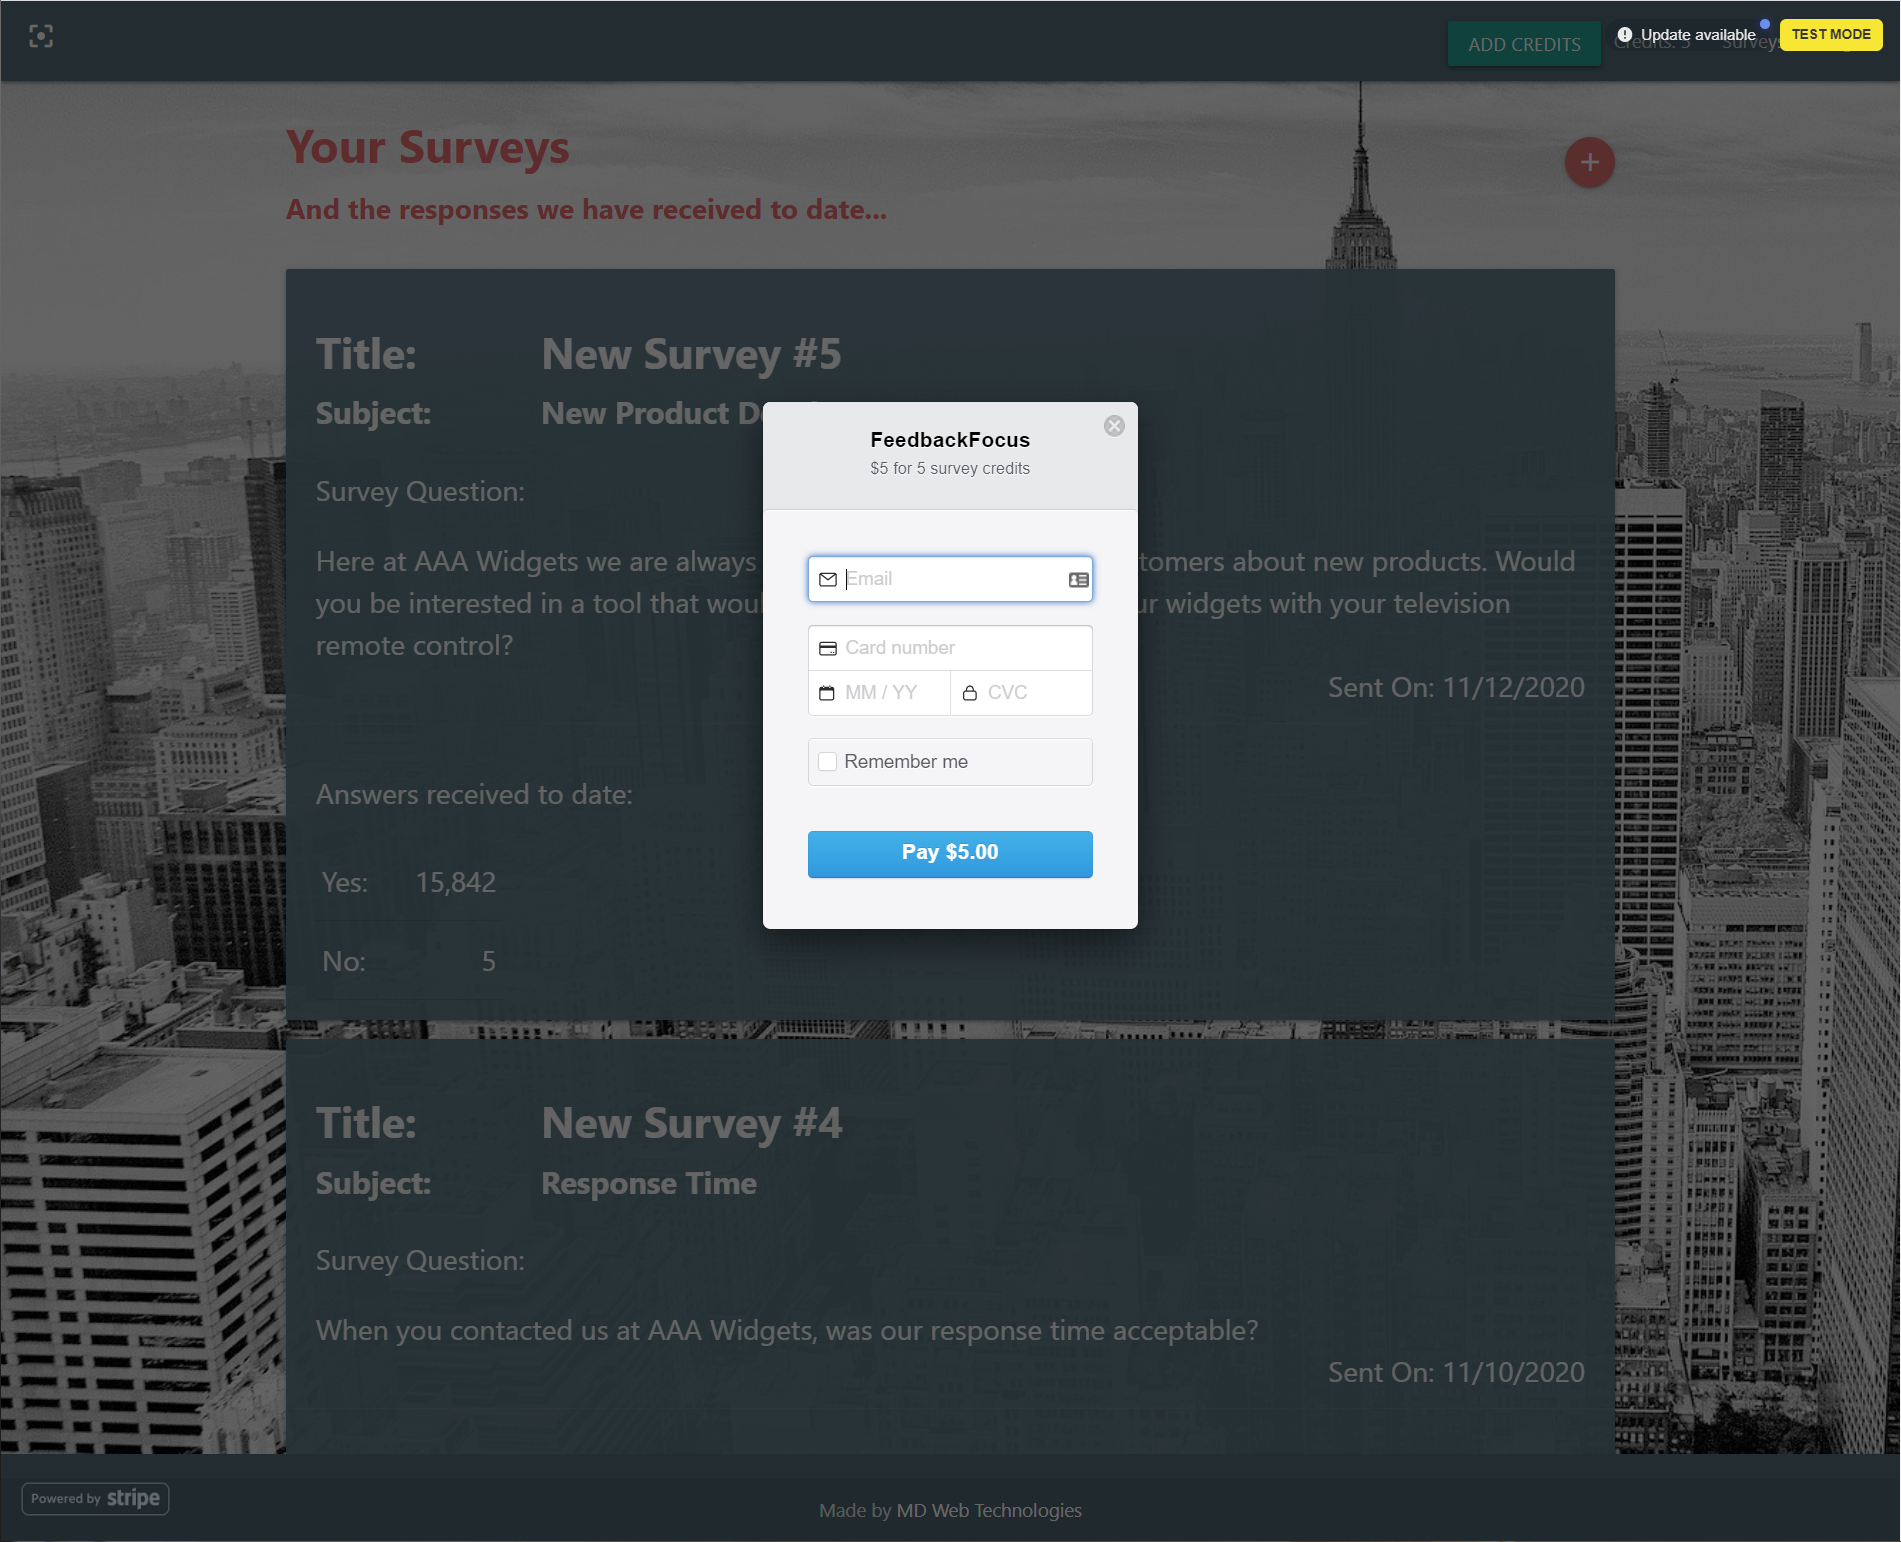 ADD CREDITS
Update available
TEST MODE
Credits:
Your Surveys
And the responses we have received to date...
Title: New Survey #5
Subject: New Product
FeedbackFocus
$5 for 5 survey credits
Survey Question:
Here at AAA Widgets we are always
tomers about new products. Would
you be interested in a tool that
widgets with your television
remote control?
Email
Card number
MM / YY
CVC
Remember me
Pay $5.00
Sent On: 11/12/2020
Answers received to date:
Yes: 15,842
No: 5
Title: New Survey #4
Subject: Response Time
Survey Question:
When you contacted us at AAA Widgets, was our response time acceptable?
Sent On: 11/10/2020
Powered by stripe
Made by MD Web Technologies